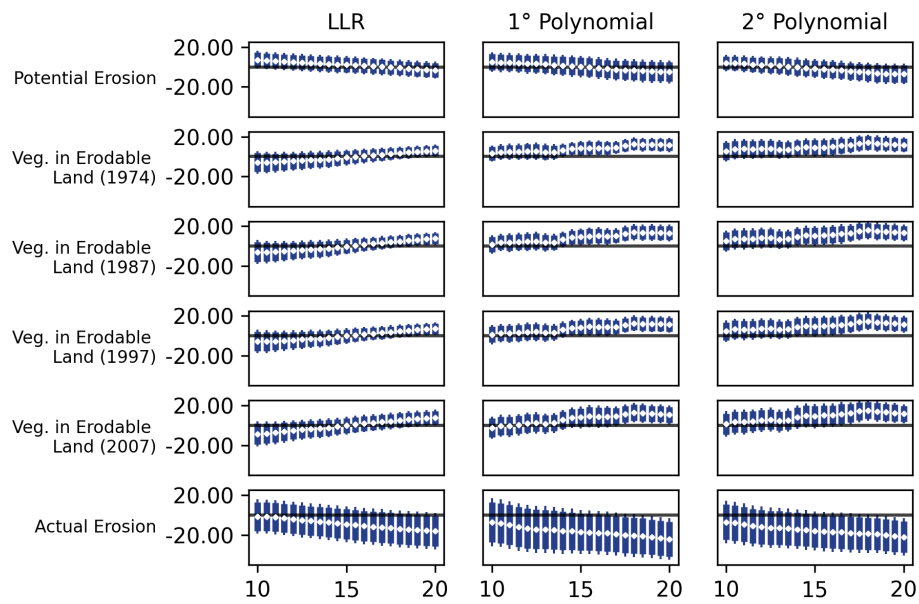 LLR 1° Polynomial 2° Polynomial
Potential Erosion 20.00 -20.00
Veg. in Erodable 20.00
Land (1974) -20.00
Veg. in Erodable 20.00
Land (1987) -20.00
Veg. in Erodable 20.00
Land (1997) -20.00
Veg. in Erodable 20.00
Land (2007) -20.00
Actual Erosion 20.00 -20.00
10 15 20 10 15 20 10 15 20